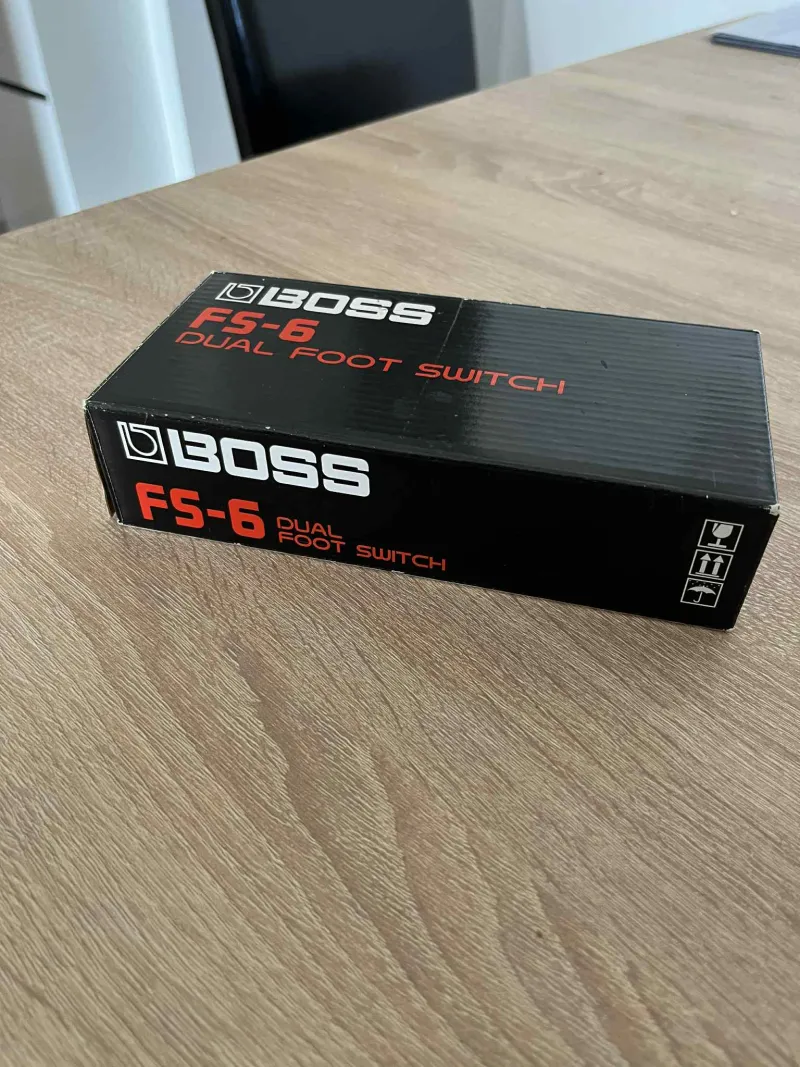 BOSS
FS-6
DUAL FOOT SWITCH
BOSS
FS-6 DUAL
FOOT SWITCH